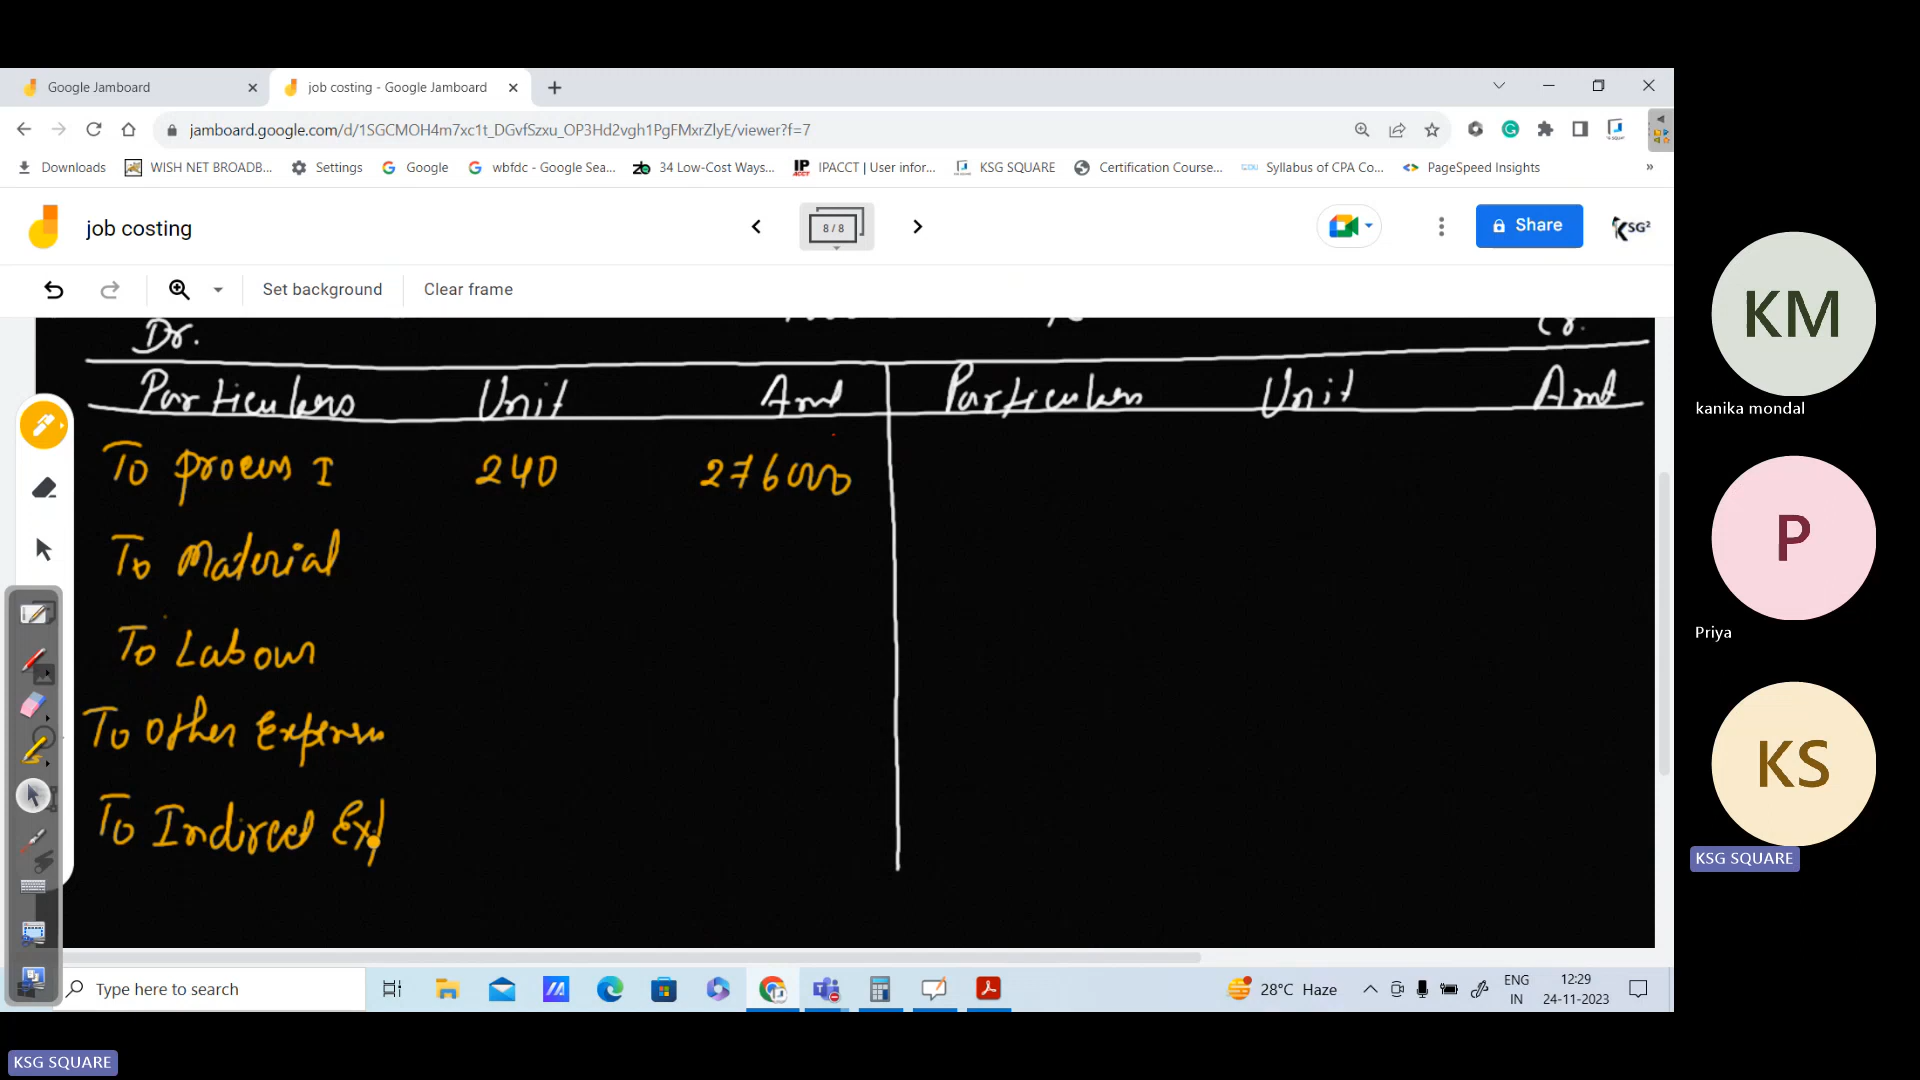 Google Jamboard
job costing - Google Jamboard
jamboard.google.com/d/1SGCMOH4m7xc1t_DGvfSzxu_OP3Hd2vgh1PgFMxrZlyE/viewer?f=7
Downloads WISH NET BROADB... Settings Google wbfdc - Google Sea... 34 Low-Cost Ways... IPACCT | User infor... KSG SQUARE Certification Course... Syllabus of CPA Co... PageSpeed Insights »
job costing
8 / 8
Share
KSG²
Set background Clear frame
Dr. Cr.
Particulars Unit Amt Particulars Unit Amt
To process I 240 276000
To Material
To Labour
To Other Expenses
To Indirect Exp
KM
kanika mondal
P
Priya
KS
KSG SQUARE
Type here to search
28°C Haze
ENG
IN
12:29
24-11-2023
KSG SQUARE